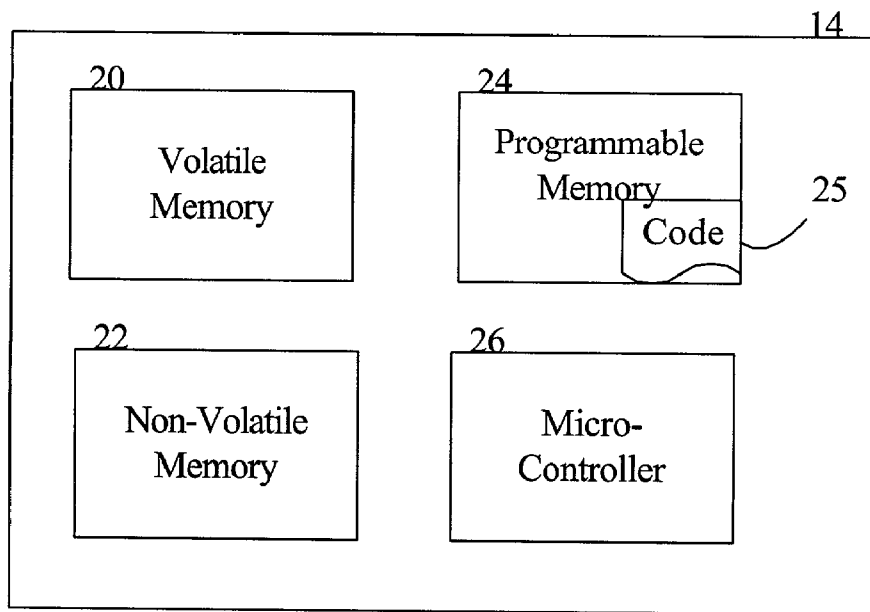 14
20
Volatile
Memory
24
Programmable
Memory
Code
25
22
Non-Volatile
Memory
26
Micro-
Controller